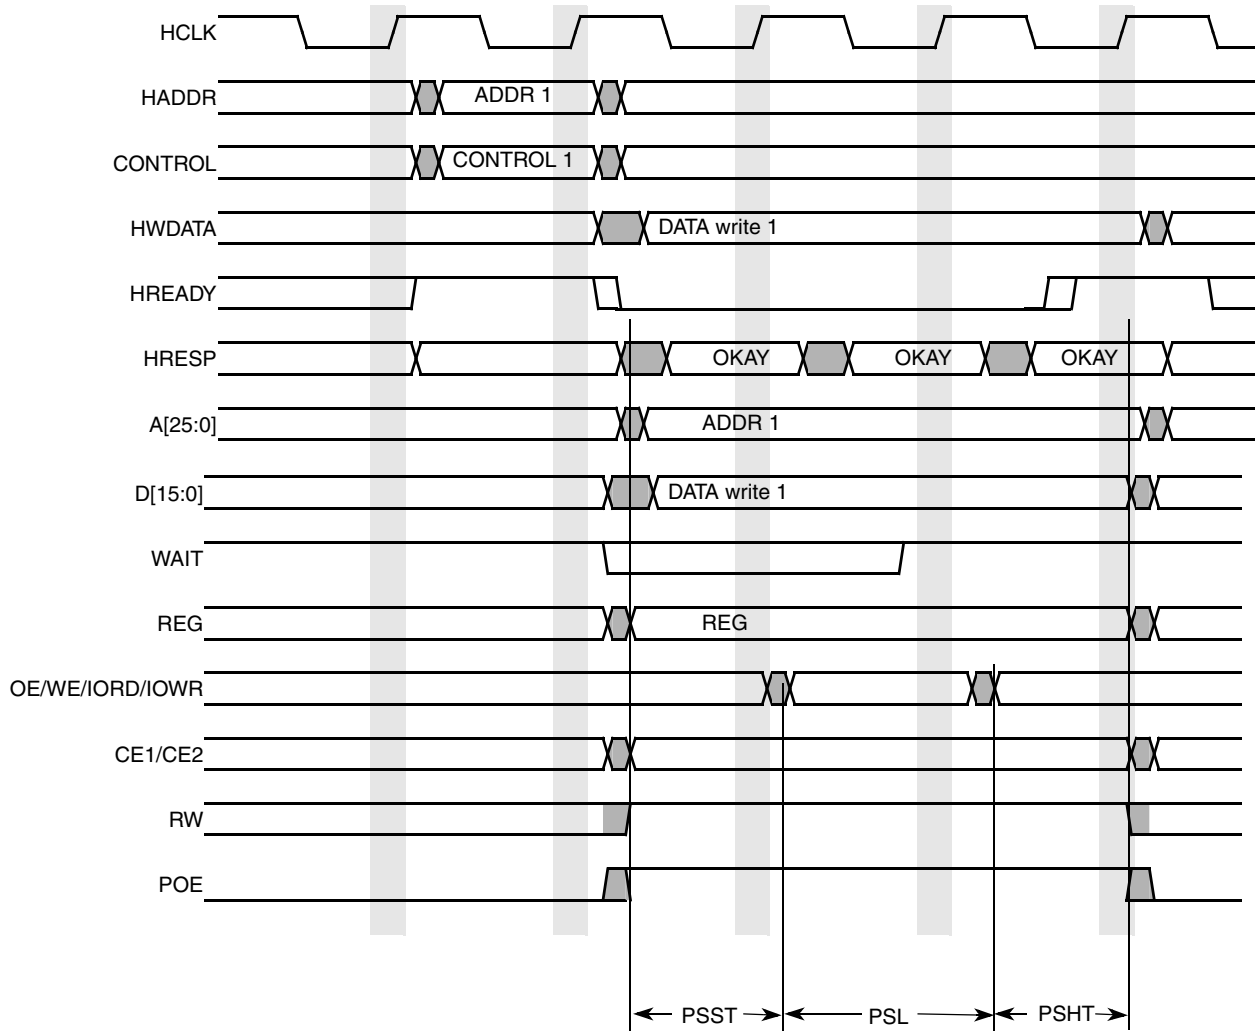 HCLK
HADDR ADDR 1
CONTROL CONTROL 1
HWDATA DATA write 1
HREADY
HRESP OKAY OKAY OKAY
A[25:0] ADDR 1
D[15:0] DATA write 1
WAIT
REG REG
OE/WE/IORD/IOWR
CE1/CE2
RW
POE
PSST PSL PSHT